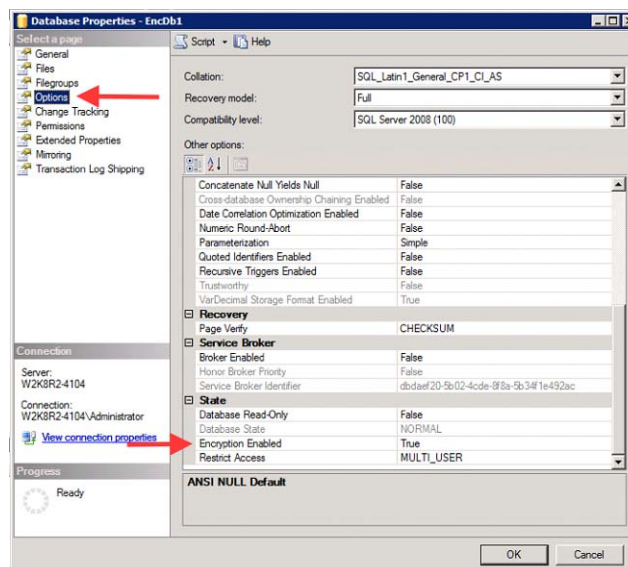 Database Properties - EncDb1
Select a page
General
Files
Filegroups
Options
Change Tracking
Permissions
Extended Properties
Mirroring
Transaction Log Shipping
Connection
Server:
W2K8R2-4104
Connection:
W2K8R2-4104\Administrator
View connection properties
Progress
Ready
Script Help
Collation: SQL_Latin1_General_CP1_CI_AS
Recovery model: Full
Compatibility level: SQL Server 2008 (100)
Other options:
Concatenate Null Yields Null False
Cross-database Ownership Chaining Enabled False
Date Correlation Optimization Enabled False
Numeric Round-Abort False
Parameterization Simple
Quoted Identifiers Enabled False
Recursive Triggers Enabled False
Trustworthy False
VarDecimal Storage Format Enabled True
Recovery
Page Verify CHECKSUM
Service Broker
Broker Enabled False
Honor Broker Priority False
Service Broker Identifier dbdaef20-5b02-4cde-8f8a-5b34f1e492ac
State
Database Read-Only False
Database State NORMAL
Encryption Enabled True
Restrict Access MULTI_USER
ANSI NULL Default
OK Cancel